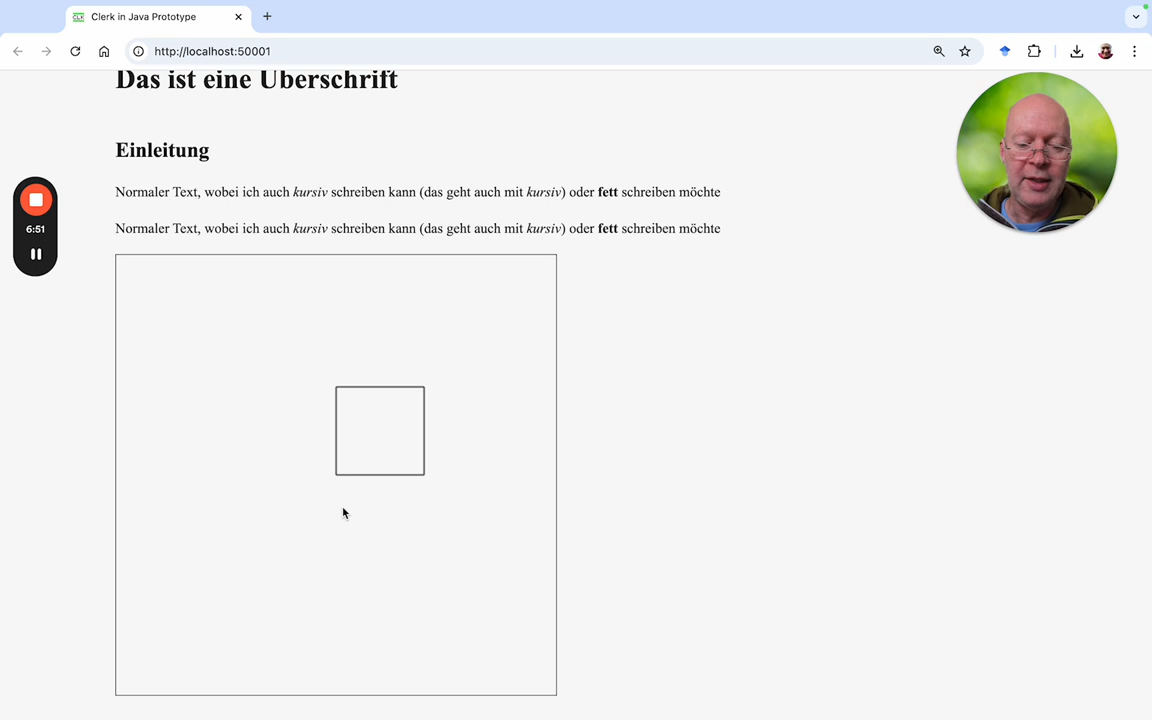 Clerk in Java Prototype
http://localhost:50001
Das ist eine Überschrift
Einleitung
Normaler Text, wobei ich auch kursiv schreiben kann (das geht auch mit kursiv) oder fett schreiben möchte
6:51
Normaler Text, wobei ich auch kursiv schreiben kann (das geht auch mit kursiv) oder fett schreiben möchte